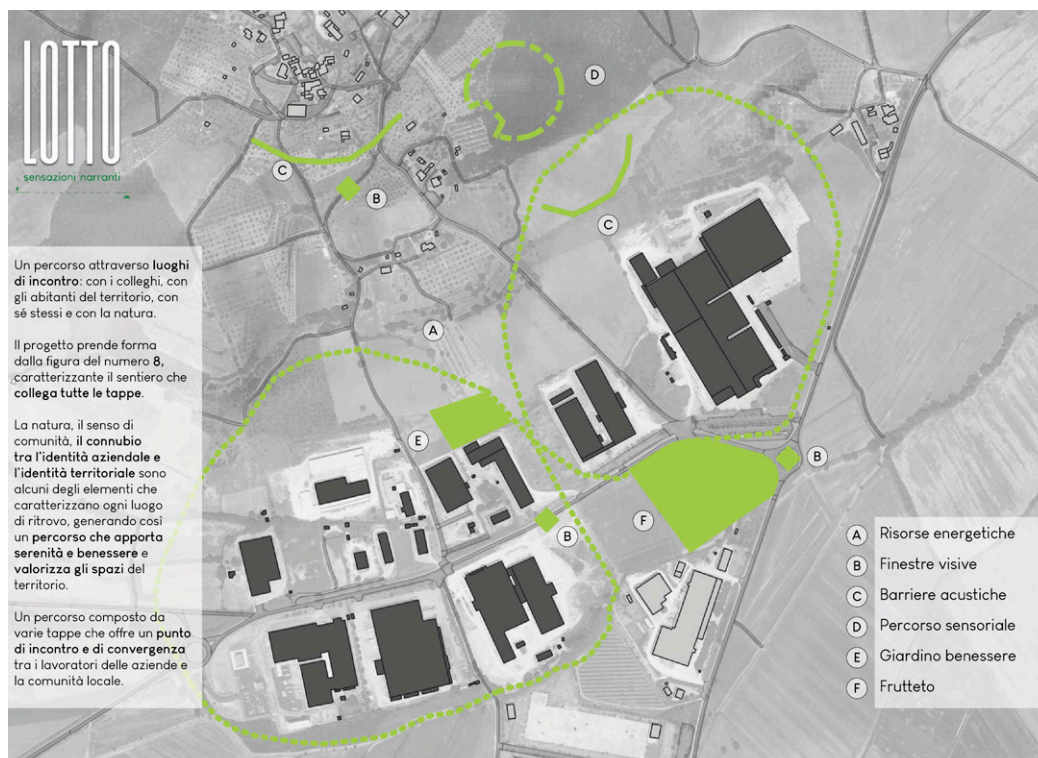 LOTTO
sensazioni narranti
Un percorso attraverso luoghi
di incontro: con i colleghi, con
gli abitanti del territorio, con
sé stessi e con la natura.
Il progetto prende forma
dalla figura del numero 8,
caratterizzante il sentiero che
collega tutte le tappe.
La natura, il senso di
comunità, il connubio
tra l'identità aziendale e
l'identità territoriale sono
alcuni degli elementi che
caratterizzano ogni luogo
di ritrovo, generando così
un percorso che apporta
serenità e benessere e
valorizza gli spazi del
territorio.
Un percorso composto da
varie tappe che offre un punto
di incontro e di convergenza
tra i lavoratori delle aziende e
la comunità locale.
D
C
B
C
A
E
B
B
F
A Risorse energetiche
B Finestre visive
C Barriere acustiche
D Percorso sensoriale
E Giardino benessere
F Frutteto